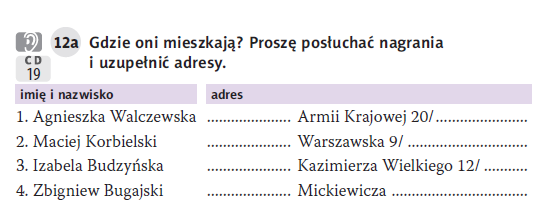 12a Gdzie oni mieszkają? Proszę posłuchać nagrania
i uzupełnić adresy.
CD
19
imię i nazwisko adres
1. Agnieszka Walczewska ..................... Armii Krajowej 20/.......................
2. Maciej Korbielski ..................... Warszawska 9/ ..............................
3. Izabela Budzyńska ..................... Kazimierza Wielkiego 12/ ...........
4. Zbigniew Bugajski ..................... Mickiewicza ..................................